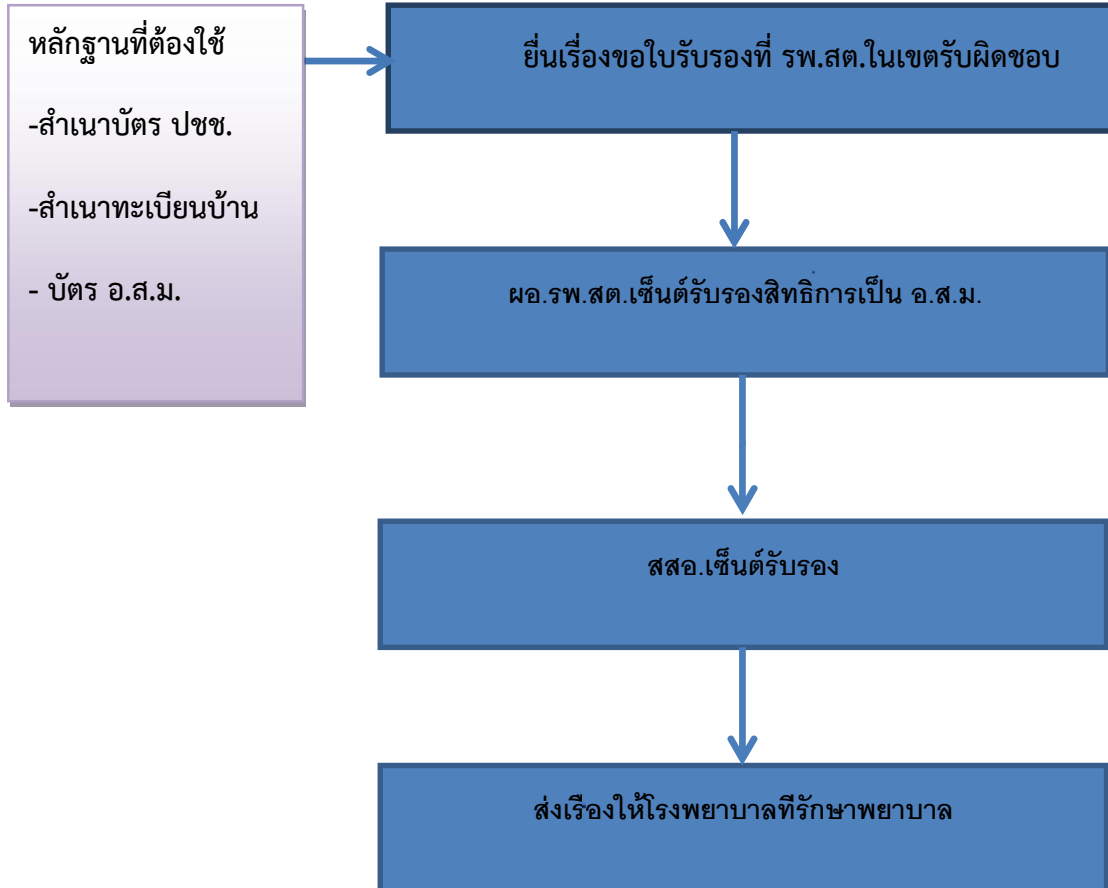 หลักฐานที่ต้องใช้
-สำเนาบัตร ปชช.
-สำเนาทะเบียนบ้าน
- บัตร อ.ส.ม.
ยื่นเรื่องขอใบรับรองที่ รพ.สต.ในเขตรับผิดชอบ
ผอ.รพ.สต.เซ็นต์รับรองสิทธิการเป็น อ.ส.ม.
สสอ.เซ็นต์รับรอง
ส่งเรื่องให้โรงพยาบาลที่รักษาพยาบาล